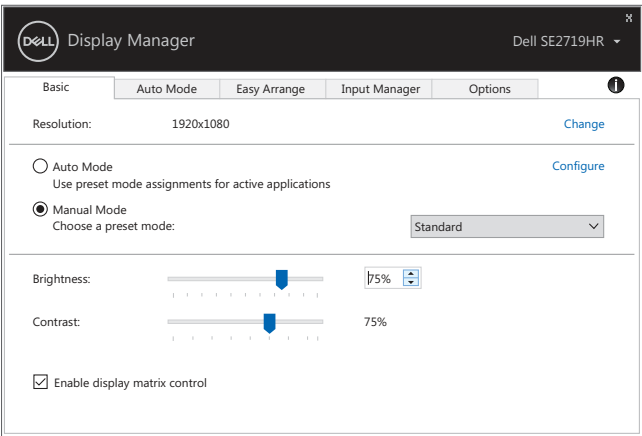 DELL Display Manager
Dell SE2719HR
x
Basic Auto Mode Easy Arrange Input Manager Options i
Resolution: 1920x1080 Change
Auto Mode Configure
Use preset mode assignments for active applications
Manual Mode
Choose a preset mode: Standard
Brightness: 75%
Contrast: 75%
Enable display matrix control